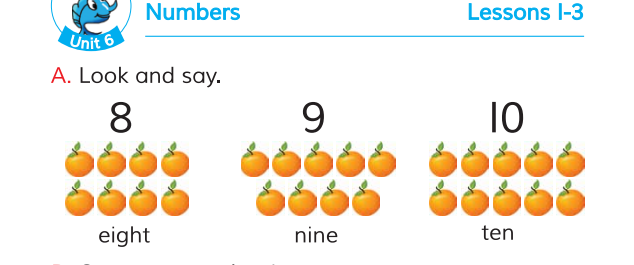 Numbers Lessons 1-3
Unit 6
A. Look and say.
8 9 10
eight nine ten